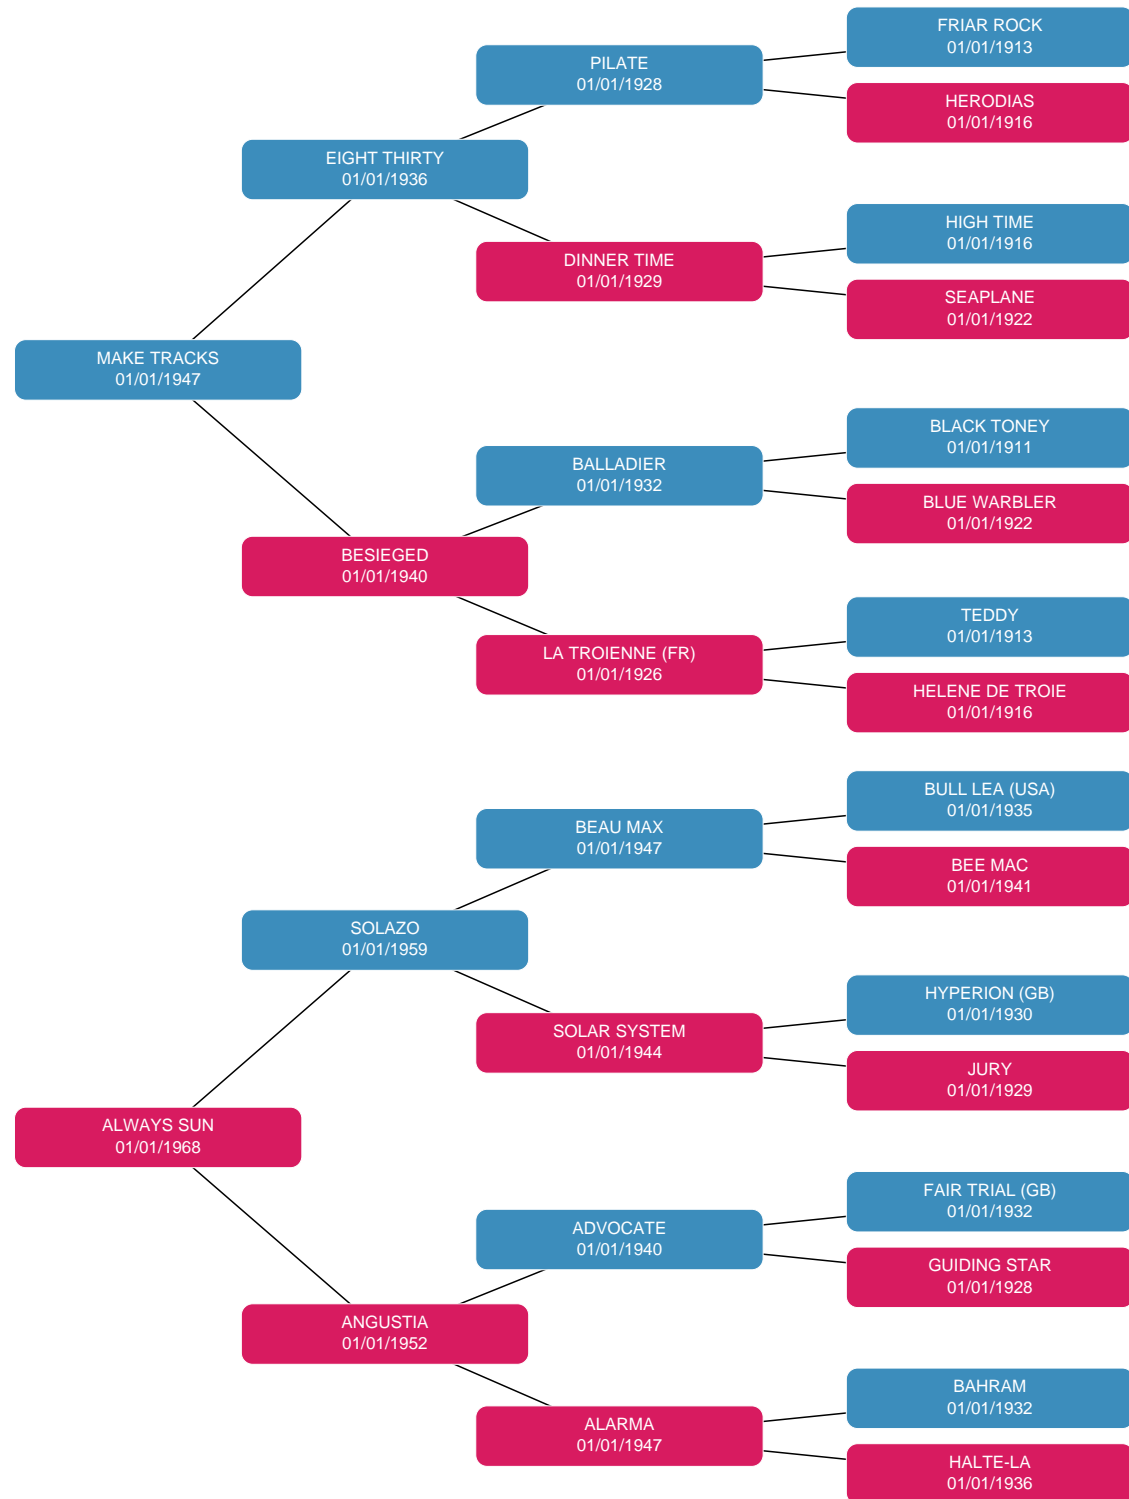 FRIAR ROCK
01/01/1913
PILATE
01/01/1928
HERODIAS
01/01/1916
EIGHT THIRTY
01/01/1936
HIGH TIME
01/01/1916
DINNER TIME
01/01/1929
SEAPLANE
01/01/1922
MAKE TRACKS
01/01/1947
BLACK TONEY
01/01/1911
BALLADIER
01/01/1932
BLUE WARBLER
01/01/1922
BESIEGED
01/01/1940
TEDDY
01/01/1913
LA TROIENNE (FR)
01/01/1926
HELENE DE TROIE
01/01/1916
BULL LEA (USA)
01/01/1935
BEAU MAX
01/01/1947
BEE MAC
01/01/1941
SOLAZO
01/01/1959
HYPERION (GB)
01/01/1930
SOLAR SYSTEM
01/01/1944
JURY
01/01/1929
ALWAYS SUN
01/01/1968
FAIR TRIAL (GB)
01/01/1932
ADVOCATE
01/01/1940
GUIDING STAR
01/01/1928
ANGUSTIA
01/01/1952
BAHRAM
01/01/1932
ALARMA
01/01/1947
HALTE-LA
01/01/1936